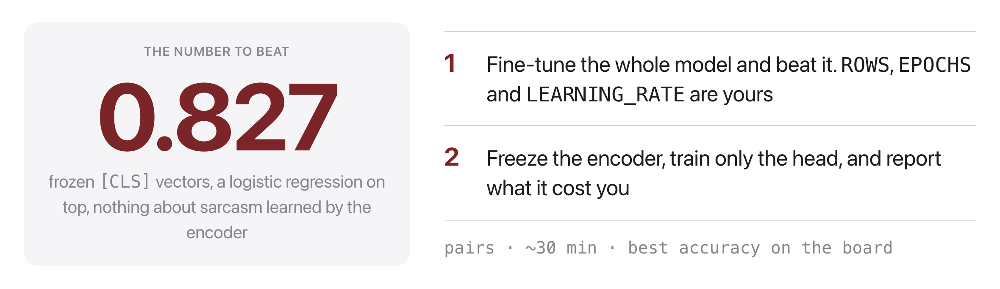 THE NUMBER TO BEAT
0.827
frozen [CLS] vectors, a logistic regression on
top, nothing about sarcasm learned by the
encoder
1 Fine-tune the whole model and beat it. ROWS, EPOCHS
and LEARNING_RATE are yours
2 Freeze the encoder, train only the head, and report
what it cost you
pairs · ~30 min · best accuracy on the board